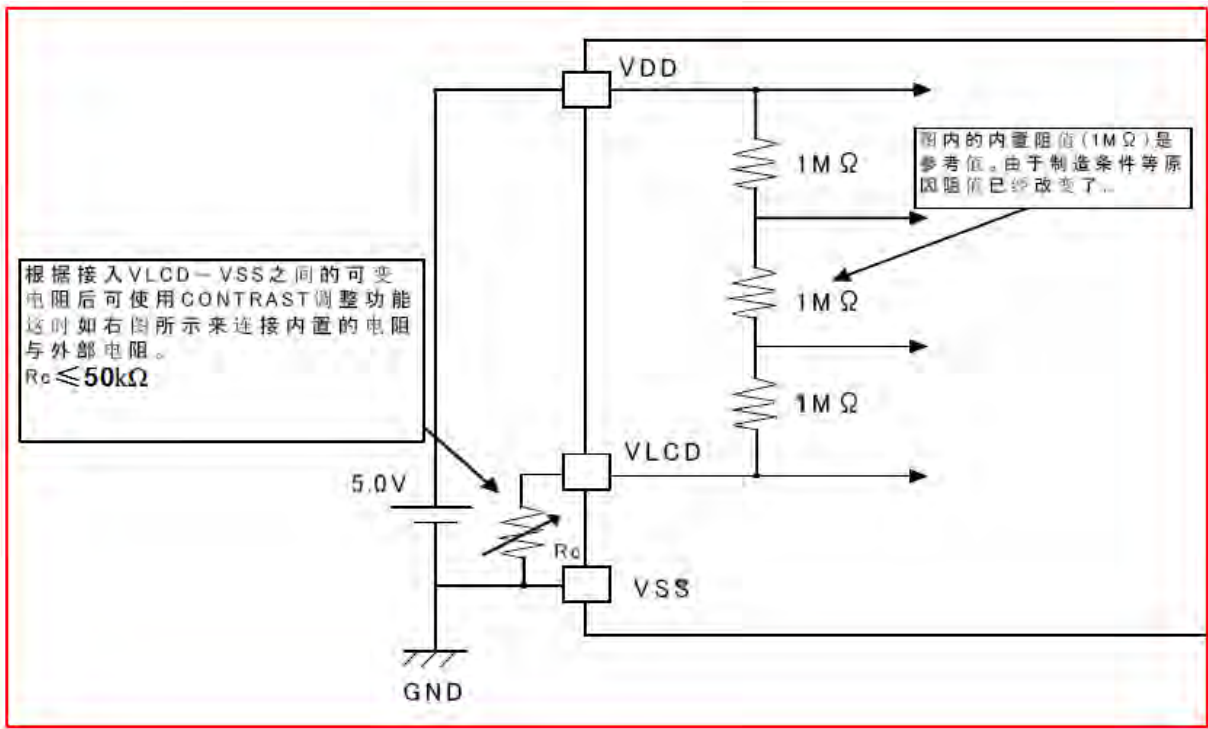 VDD
1MΩ
图内的内置阻值(1MΩ)是
参考值。由于制造条件等原
因阻值已经改变了…
根据接入VLCD－VSS之间的可变
电阻后可使用CONTRAST调整功能
这时如右图所示来连接内置的电阻
与外部电阻。
Rc≤50kΩ
1MΩ
1MΩ
VLCD
5.0V
Rc
VSS
GND